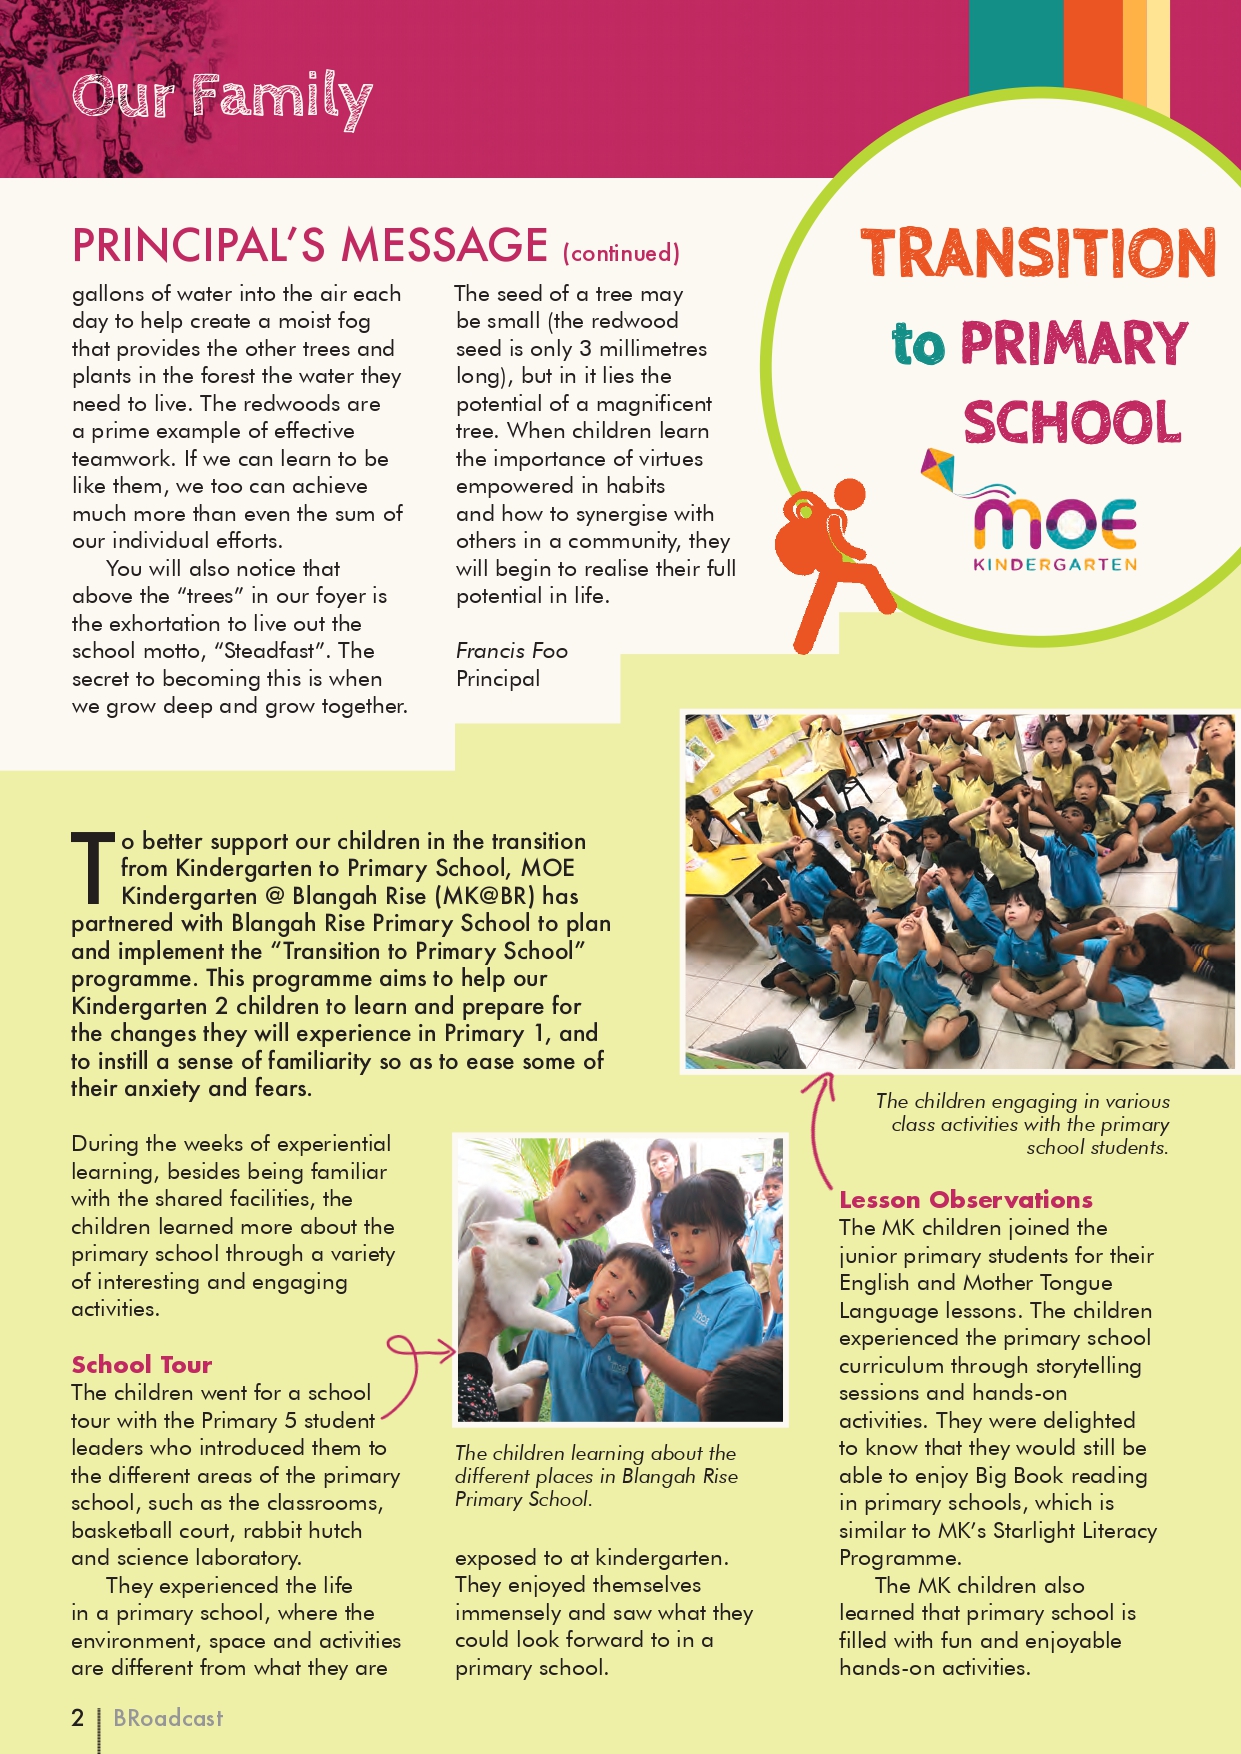 Our Family
PRINCIPAL'S MESSAGE (continued)
gallons of water into the air each
day to help create a moist fog
that provides the other trees and
plants in the forest the water they
need to live. The redwoods are
a prime example of effective
teamwork. If we can learn to be
like them, we too can achieve
much more than even the sum of
our individual efforts.
You will also notice that
above the “trees” in our foyer is
the exhortation to live out the
school motto, “Steadfast”. The
secret to becoming this is when
we grow deep and grow together.
The seed of a tree may
be small (the redwood
seed is only 3 millimetres
long), but in it lies the
potential of a magnificent
tree. When children learn
the importance of virtues
empowered in habits
and how to synergise with
others in a community, they
will begin to realise their full
potential in life.
Francis Foo
Principal
TRANSITION
to PRIMARY
SCHOOL
MOE
KINDERGARTEN
To better support our children in the transition
from Kindergarten to Primary School, MOE
Kindergarten @ Blangah Rise (MK@BR) has
partnered with Blangah Rise Primary School to plan
and implement the “Transition to Primary School”
programme. This programme aims to help our
Kindergarten 2 children to learn and prepare for
the changes they will experience in Primary 1, and
to instill a sense of familiarity so as to ease some of
their anxiety and fears.
During the weeks of experiential
learning, besides being familiar
with the shared facilities, the
children learned more about the
primary school through a variety
of interesting and engaging
activities.
School Tour
The children went for a school
tour with the Primary 5 student
leaders who introduced them to
the different areas of the primary
school, such as the classrooms,
basketball court, rabbit hutch
and science laboratory.
They experienced the life
in a primary school, where the
environment, space and activities
are different from what they are
moe
The children learning about the
different places in Blangah Rise
Primary School.
exposed to at kindergarten.
They enjoyed themselves
immensely and saw what they
could look forward to in a
primary school.
The children engaging in various
class activities with the primary
school students.
Lesson Observations
The MK children joined the
junior primary students for their
English and Mother Tongue
Language lessons. The children
experienced the primary school
curriculum through storytelling
sessions and hands-on
activities. They were delighted
to know that they would still be
able to enjoy Big Book reading
in primary schools, which is
similar to MK's Starlight Literacy
Programme.
The MK children also
learned that primary school is
filled with fun and enjoyable
hands-on activities.
2
BRoadcast